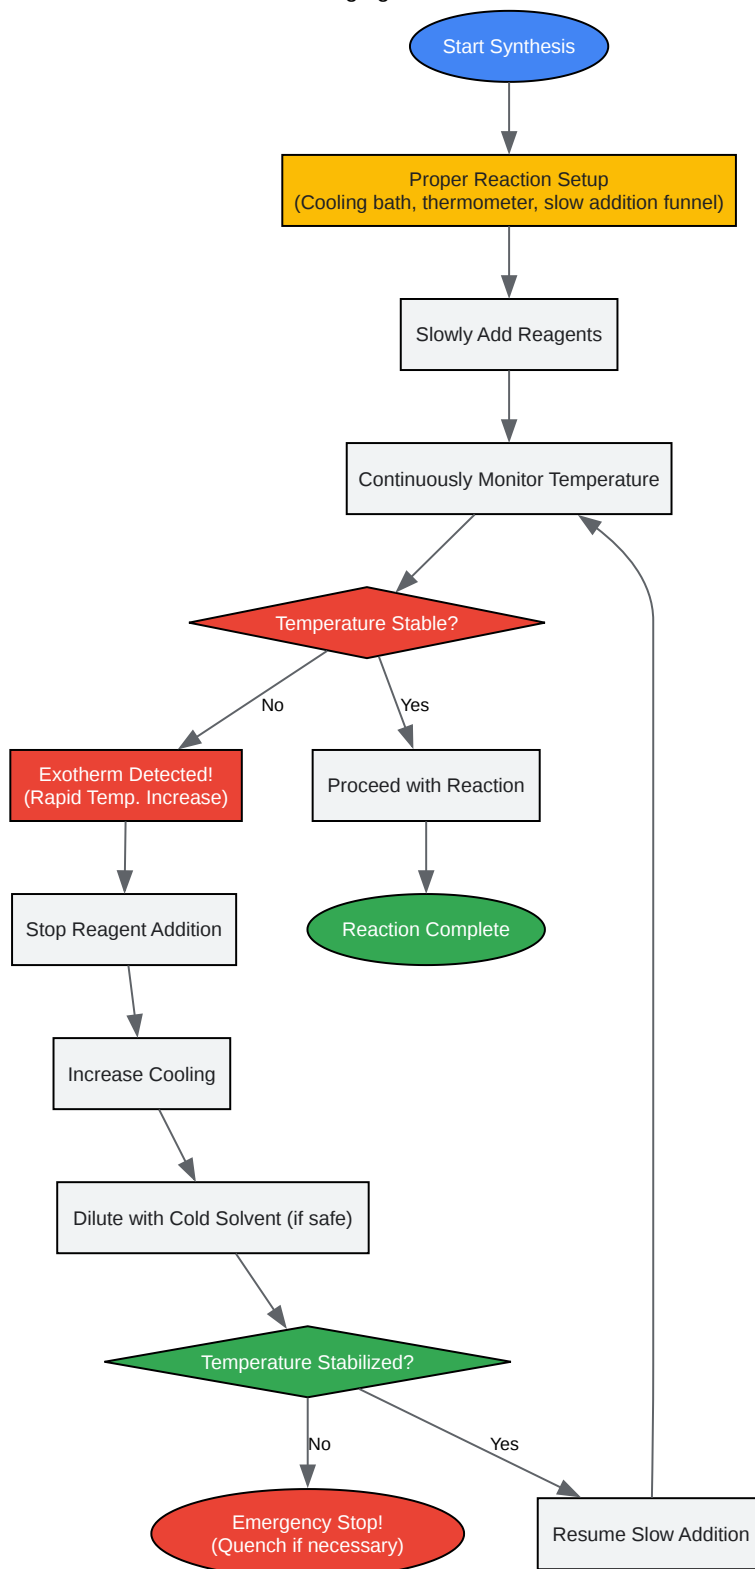 Start Synthesis
Proper Reaction Setup
(Cooling bath, thermometer, slow addition funnel)
Slowly Add Reagents
Continuously Monitor Temperature
Temperature Stable?
No
Yes
Exotherm Detected!
(Rapid Temp. Increase)
Proceed with Reaction
Stop Reagent Addition
Reaction Complete
Increase Cooling
Dilute with Cold Solvent (if safe)
Temperature Stabilized?
No
Yes
Emergency Stop!
(Quench if necessary)
Resume Slow Addition